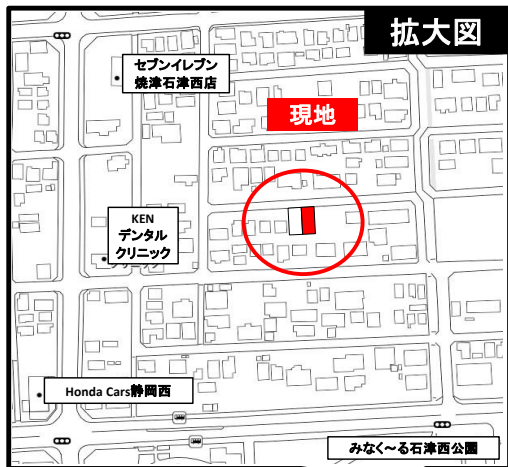 拡大図
セブンイレブン
焼津石津西店
現地
KEN
デンタル
クリニック
Honda Cars静岡西
みなく~る石津西公園